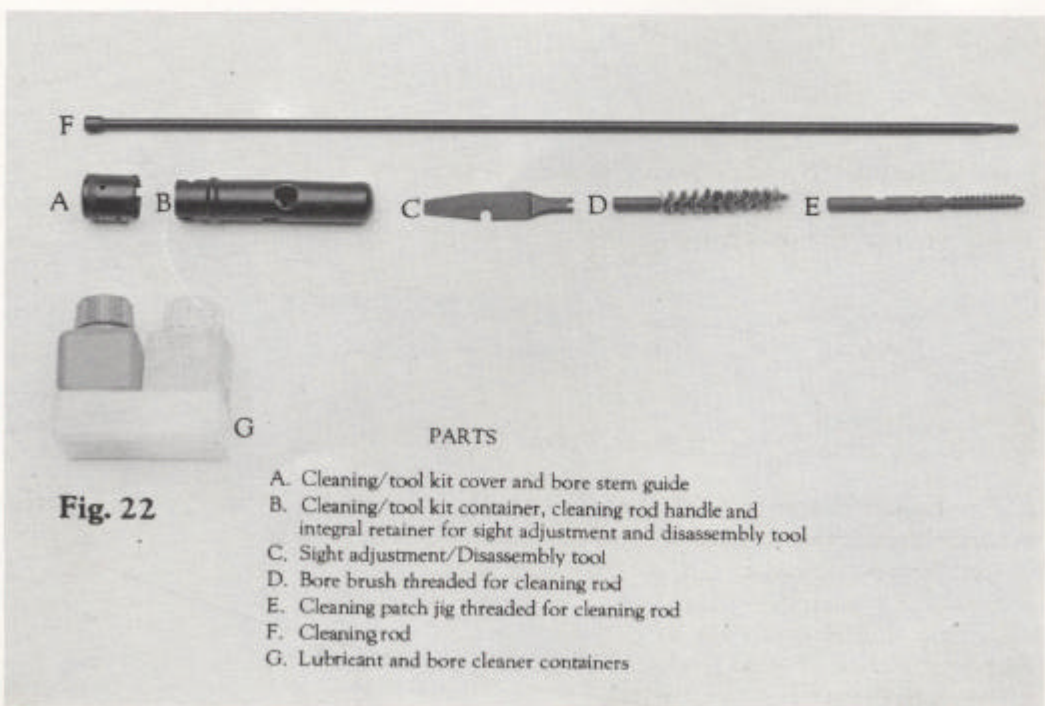 F
A
B
C
D
E
G
PARTS
Fig. 22
A. Cleaning/tool kit cover and bore stem guide
B. Cleaning/tool kit container, cleaning rod handle and
integral retainer for sight adjustment and disassembly tool
C. Sight adjustment/Disassembly tool
D. Bore brush threaded for cleaning rod
E. Cleaning patch jig threaded for cleaning rod
F. Cleaning rod
G. Lubricant and bore cleaner containers